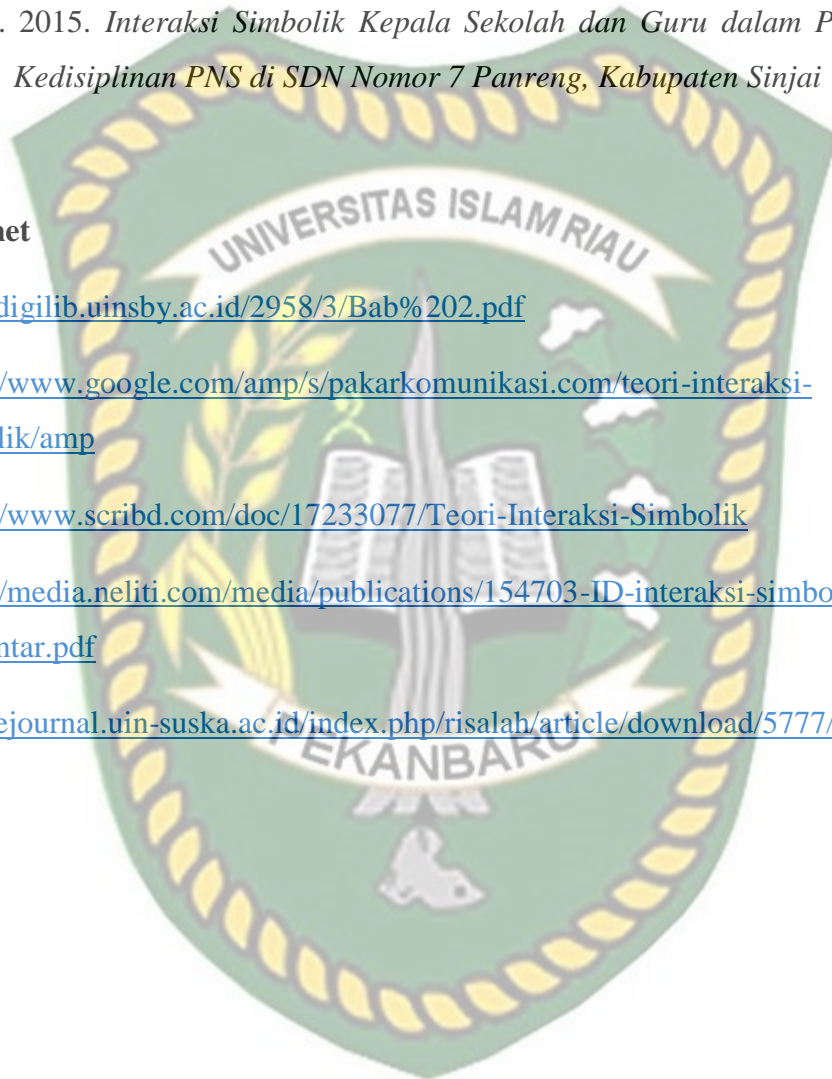 . 2015. Interaksi Simbolik Kepala Sekolah dan Guru dalam P
Kedisiplinan PNS di SDN Nomor 7 Panreng, Kabupaten Sinjai
UNIVERSITAS ISLAM RIAU
net
digilib.uinsby.ac.id/2958/3/Bab%202.pdf
/www.google.com/amp/s/pakarkomunikasi.com/teori-interaksi-
lik/amp
/www.scribd.com/doc/17233077/Teori-Interaksi-Simbolik
/media.neliti.com/media/publications/154703-ID-interaksi-simbo
ntar.pdf
ejournal.uin-suska.ac.id/index.php/risalah/article/download/5777/
PEKANBARU